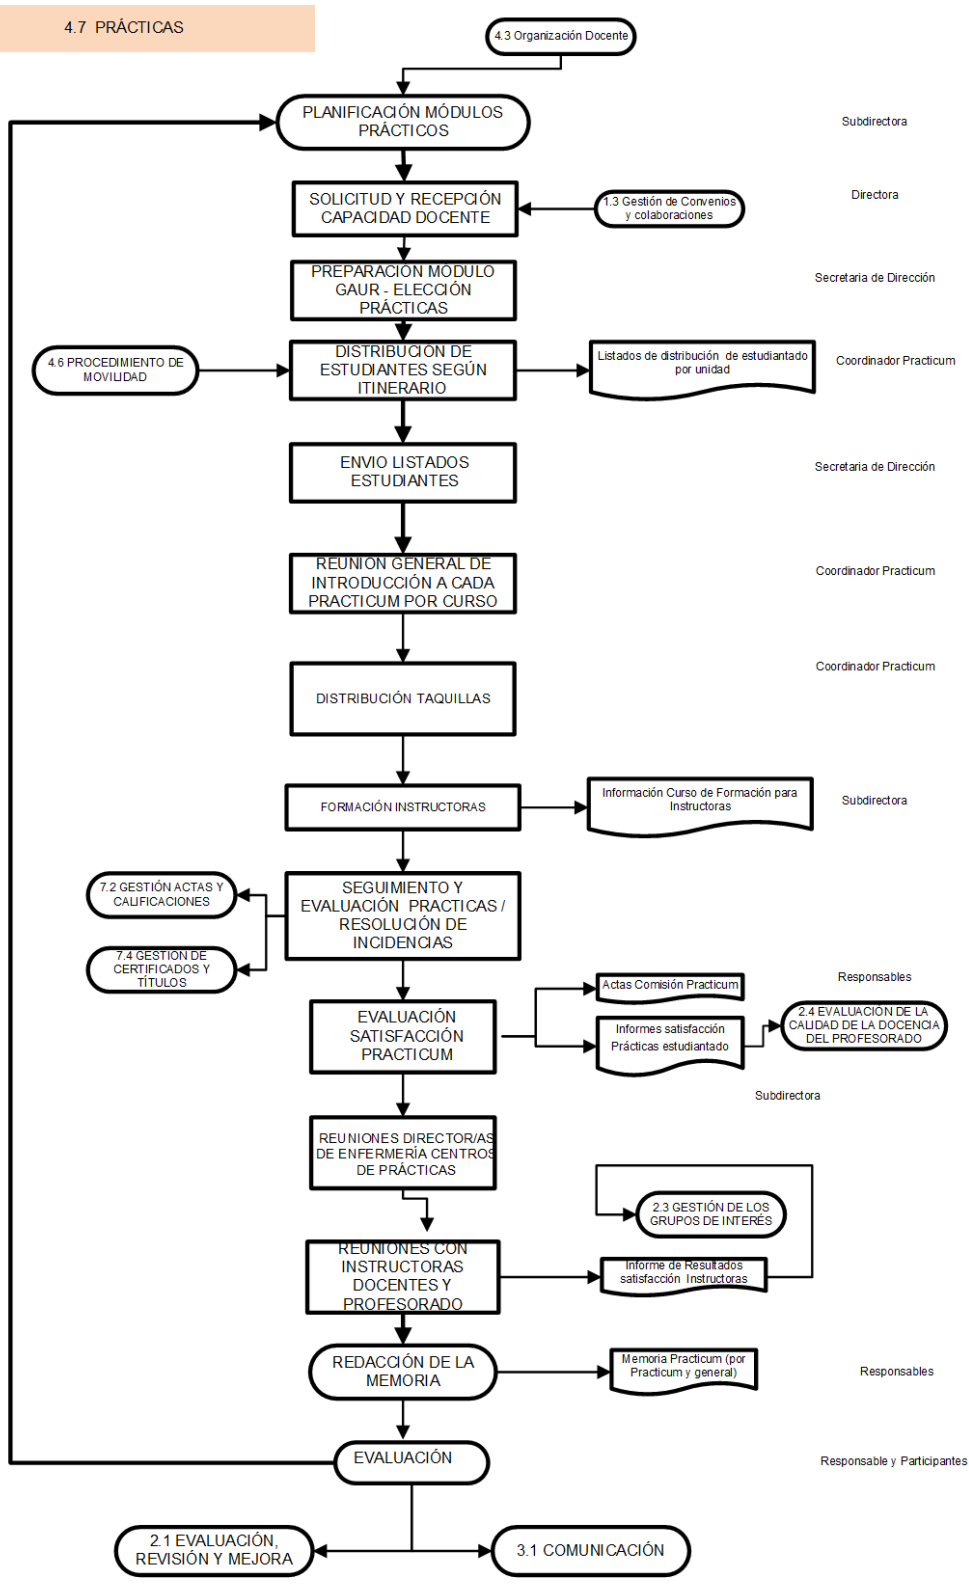 4.7 PRÁCTICAS
4.3 Organización Docente
PLANIFICACIÓN MÓDULOS
PRÁCTICOS
Subdirectora
SOLICITUD Y RECEPCIÓN
CAPACIDAD DOCENTE
1.3 Gestión de Convenios
y colaboraciones
Directora
PREPARACIÓN MÓDULO
GAUR - ELECCIÓN
PRÁCTICAS
Secretaria de Dirección
4.6 PROCEDIMIENTO DE
MOVILIDAD
DISTRIBUCIÓN DE
ESTUDIANTES SEGÚN
ITINERARIO
Listados de distribución de estudiantado
por unidad
Coordinador Practicum
ENVIO LISTADOS
ESTUDIANTES
Secretaria de Dirección
REUNIÓN GENERAL DE
INTRODUCCIÓN A CADA
PRACTICUM POR CURSO
Coordinador Practicum
DISTRIBUCIÓN TAQUILLAS
Coordinador Practicum
FORMACIÓN INSTRUCTORAS
Información Curso de Formación para
Instructoras
Subdirectora
7.2 GESTIÓN ACTAS Y
CALIFICACIONES
7.4 GESTIÓN DE
CERTIFICADOS Y
TÍTULOS
SEGUIMIENTO Y
EVALUACIÓN PRACTICAS /
RESOLUCIÓN DE
INCIDENCIAS
EVALUACIÓN
SATISFACCIÓN
PRACTICUM
Actas Comisión Practicum
Informes satisfacción
Prácticas estudiantado
Responsables
2.4 EVALUACIÓN DE LA
CALIDAD DE LA DOCENCIA
DEL PROFESORADO
Subdirectora
REUNIONES DIRECTOR/AS
DE ENFERMERÍA CENTROS
DE PRÁCTICAS
2.3 GESTIÓN DE LOS
GRUPOS DE INTERÉS
REUNIONES CON
INSTRUCTORAS
DOCENTES Y
PROFESORADO
Informe de Resultados
satisfacción Instructoras
REDACCIÓN DE LA
MEMORIA
Memoria Practicum (por
Practicum y general)
Responsables
EVALUACIÓN
Responsable y Participantes
2.1 EVALUACIÓN,
REVISIÓN Y MEJORA
3.1 COMUNICACIÓN